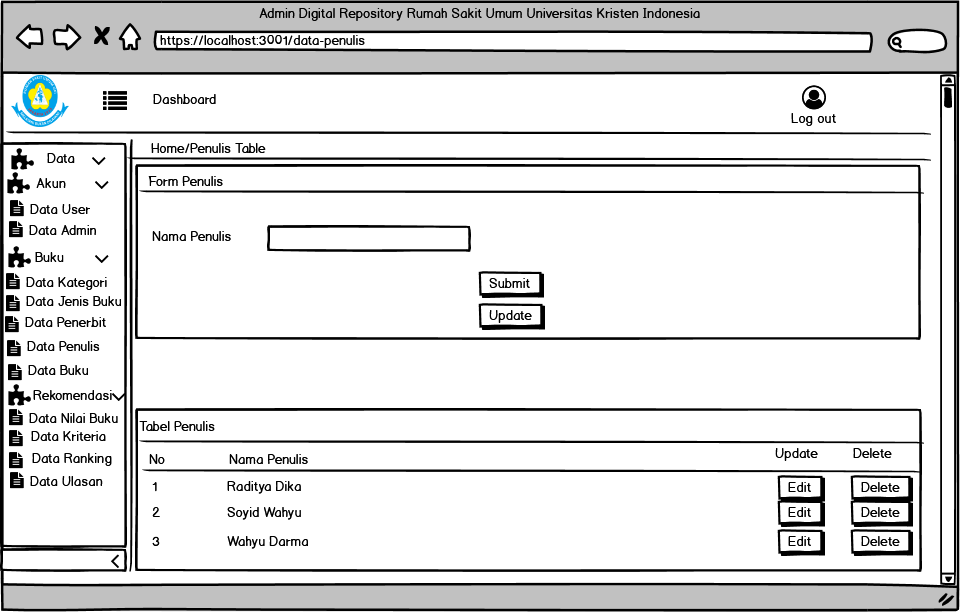 Admin Digital Repository Rumah Sakit Umum Universitas Kristen Indonesia
https://localhost:3001/data-penulis
Dashboard
Log out
Data
Akun
Data User
Data Admin
Buku
Data Kategori
Data Jenis Buku
Data Penerbit
Data Penulis
Data Buku
Rekomendasi
Data Nilai Buku
Data Kriteria
Data Ranking
Data Ulasan
Home/Penulis Table
Form Penulis
Nama Penulis
Submit
Update
Tabel Penulis
No Nama Penulis Update Delete
1 Raditya Dika Edit Delete
2 Soyid Wahyu Edit Delete
3 Wahyu Darma Edit Delete